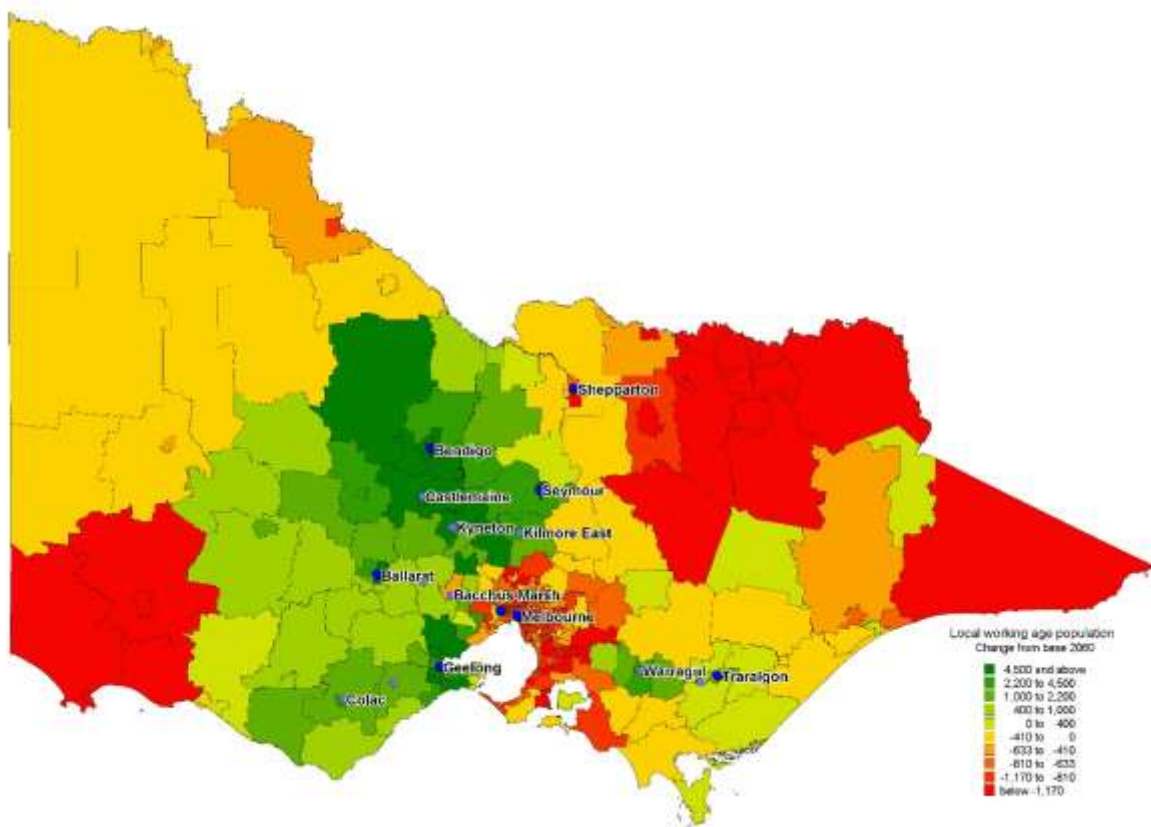 Shepparton
Bendigo
Castlemaine
Seymour
Kyneton
Kilmore East
Ballarat
Bacchus Marsh
Melbourne
Geelong
Warragul
Traralgon
Colac
Local working age population
Change from base 2060
4,500 and above
2,200 to 4,500
1,000 to 2,200
400 to 1,000
0 to 400
-410 to 0
-633 to -410
-810 to -633
-1,170 to -810
below -1,170